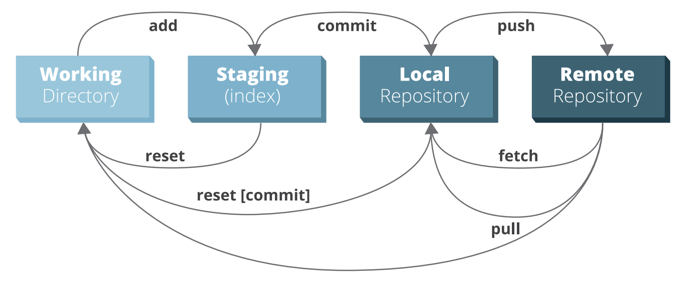 add
commit
push
Working
Directory
Staging
(index)
Local
Repository
Remote
Repository
reset
fetch
reset [commit]
pull